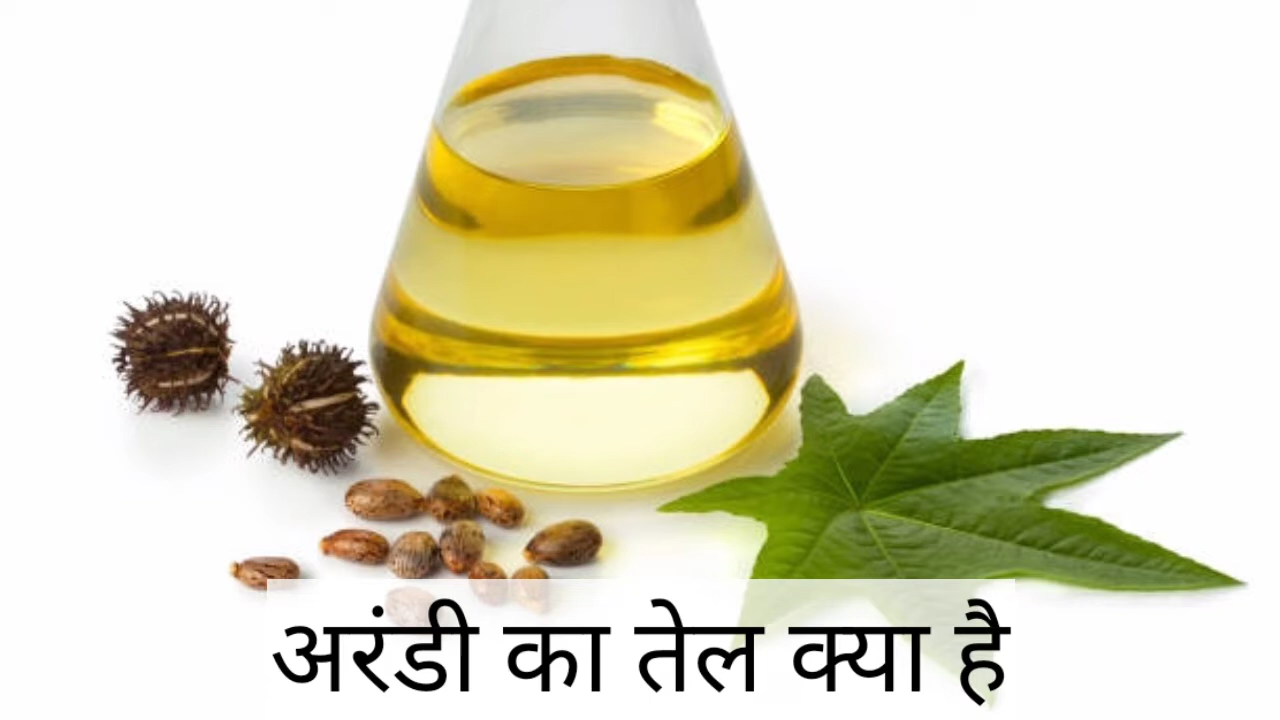 अरंडी का तेल क्या है